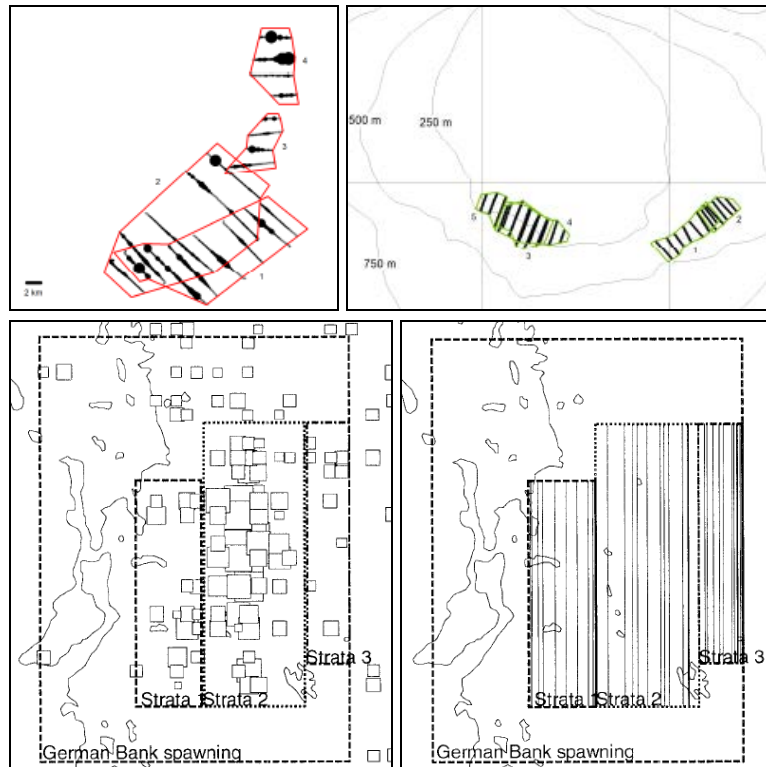 4
3
2
1
2 km
500 m
250 m
5
4
3
2
1
750 m
Strata 3
Strata 1
Strata 2
German Bank spawning
Strata 3
Strata 1
Strata 2
German Bank spawning